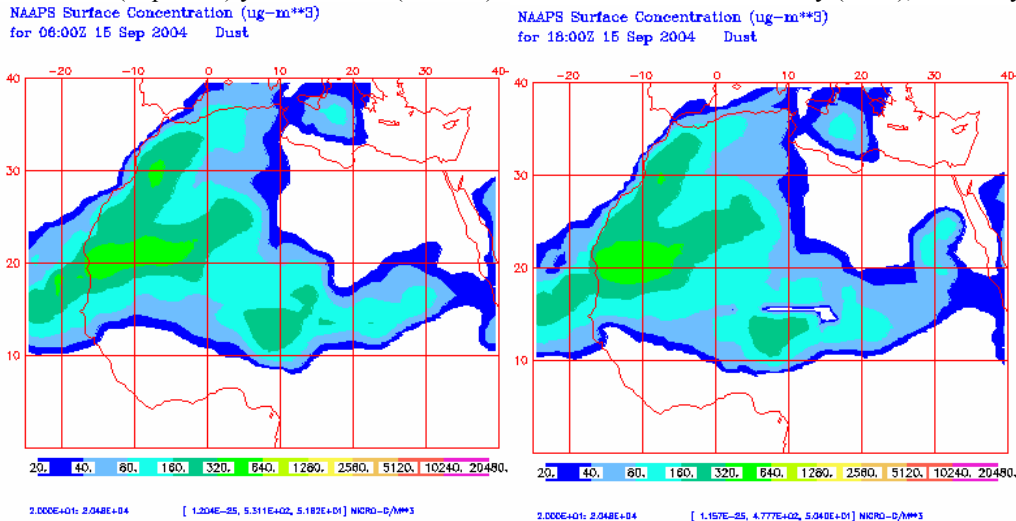 NAAPS Surface Concentration (ug-m**3)
for 06:00Z 15 Sep 2004 Dust
-20 -10 0 10 20 30 40
40
30
20
10
20. 40. 80. 160. 320. 640. 1280. 2560. 5120. 10240. 20480.
2.000E+01: 2.048E+04 [ 1.204E-25, 5.311E+02, 5.182E+01] MICRO-G/M**3
NAAPS Surface Concentration (ug-m**3)
for 18:00Z 15 Sep 2004 Dust
-20 -10 0 10 20 30 40
40
30
20
10
20. 40. 80. 160. 320. 640. 1280. 2560. 5120. 10240. 20480.
2.000E+01: 2.048E+04 [ 1.157E-25, 4.777E+02, 5.040E+01] MICRO-G/M**3